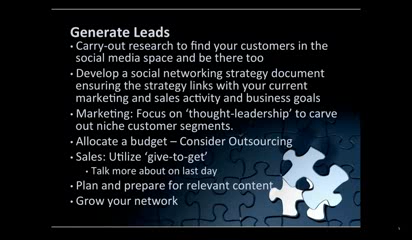 Generate Leads
• Carry-out research to find your customers in the
social media space and be there too
• Develop a social networking strategy document
ensuring the strategy links with your current
marketing and sales activity and business goals
• Marketing: Focus on ‘thought-leadership’ to carve
out niche customer segments.
• Allocate a budget – Consider Outsourcing
• Sales: Utilize ‘give-to-get’
• Talk more about on last day
• Plan and prepare for relevant content
• Grow your network